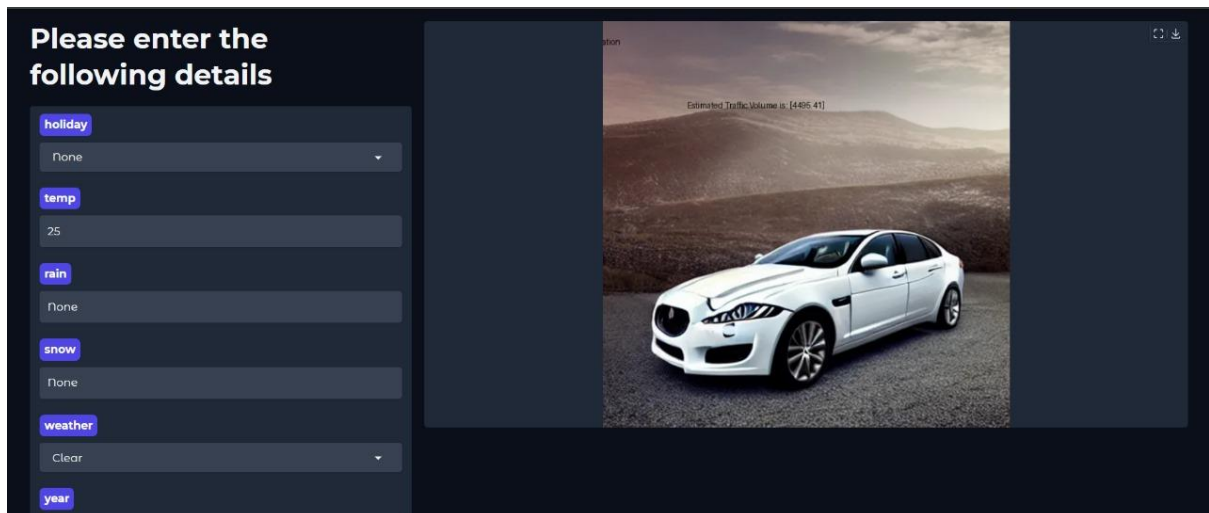 Please enter the
following details
holiday
None
temp
25
rain
None
snow
None
weather
Clear
year
Estimated Traffic Volume is: [4495.41]